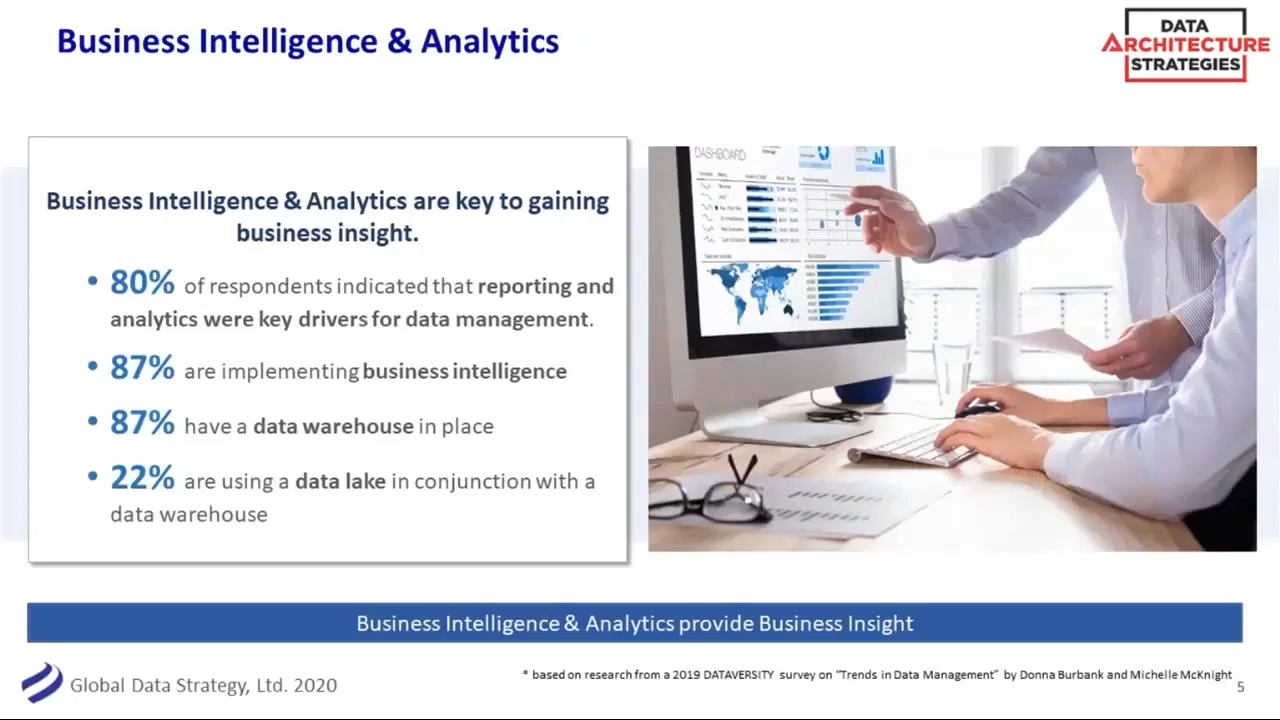 Business Intelligence & Analytics
DATA
ARCHITECTURE
STRATEGIES
Business Intelligence & Analytics are key to gaining
business insight.
• 80% of respondents indicated that reporting and
analytics were key drivers for data management.
• 87% are implementing business intelligence
• 87% have a data warehouse in place
• 22% are using a data lake in conjunction with a
data warehouse
DASHBOARD
Business Intelligence & Analytics provide Business Insight
Global Data Strategy, Ltd. 2020
* based on research from a 2019 DATAVERSITY survey on "Trends in Data Management" by Donna Burbank and Michelle McKnight
5